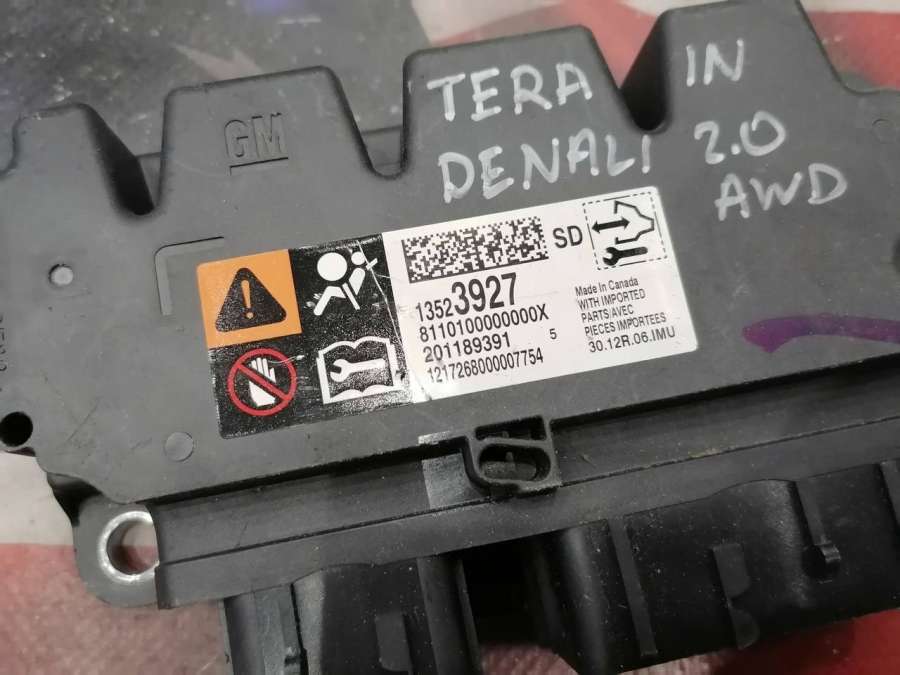 TERA IN
DENALI 2.0
AWD
GM
SD
13523927
8110100000000X
201189391 5
1217268000007754
Made In Canada
WITH IMPORTED
PARTS/AVEC
PIECES IMPORTEES
30.12R.06.IMU